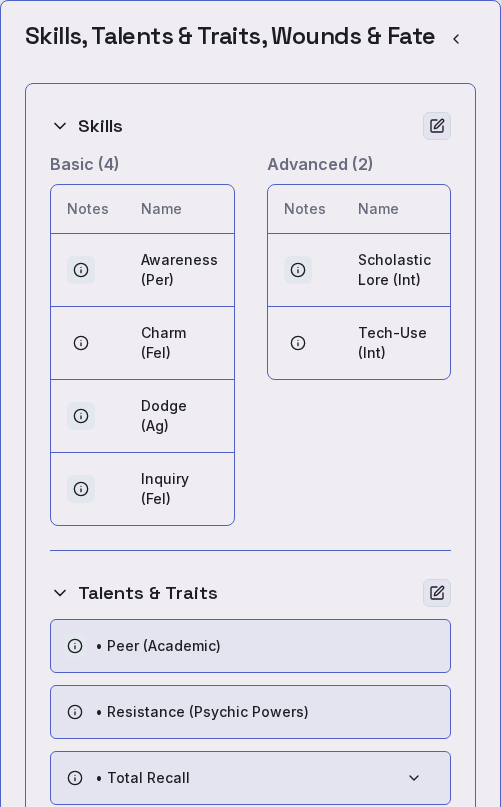 Skills, Talents & Traits, Wounds & Fate
Skills
Basic (4)
Notes Name
Awareness
(Per)
Charm
(Fel)
Dodge
(Ag)
Inquiry
(Fel)
Advanced (2)
Notes Name
Scholastic
Lore (Int)
Tech-Use
(Int)
Talents & Traits
• Peer (Academic)
• Resistance (Psychic Powers)
• Total Recall